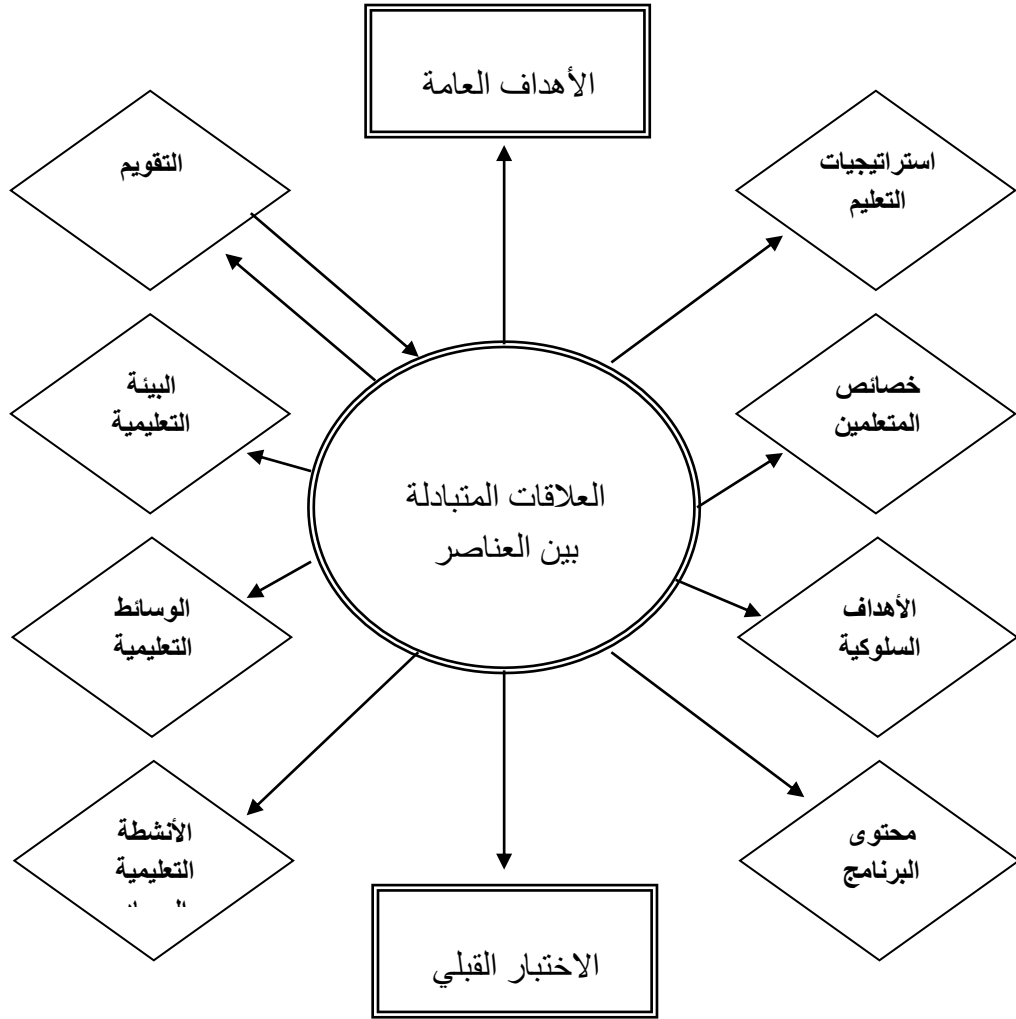 الأهداف العامة
استراتيجيات
التعليم
التقويم
خصائص
المتعلمين
البيئة
التعليمية
العلاقات المتبادلة
بين العناصر
الأهداف
السلوكية
الوسائط
التعليمية
محتوى
البرنامج
الأنشطة
التعليمية
الاختبار القبلي